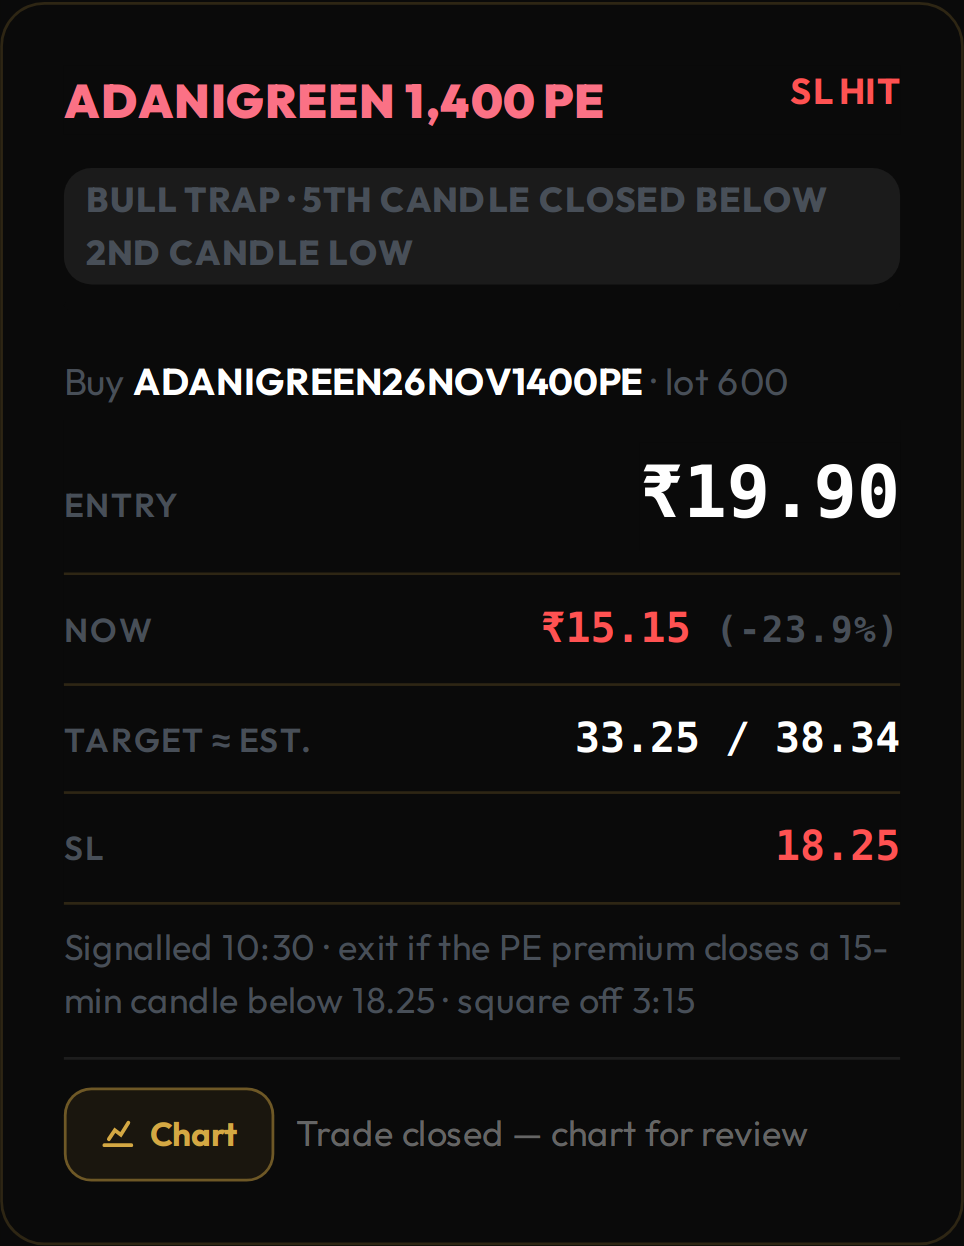 ADANIGREEN 1,400 PE
SL HIT
BULL TRAP · 5TH CANDLE CLOSED BELOW
2ND CANDLE LOW
Buy ADANIGREEN26NOV1400PE · lot 600
ENTRY ₹19.90
NOW ₹15.15 (-23.9%)
TARGET ≈ EST. 33.25 / 38.34
SL 18.25
Signalled 10:30 · exit if the PE premium closes a 15-
min candle below 18.25 · square off 3:15
Chart Trade closed — chart for review